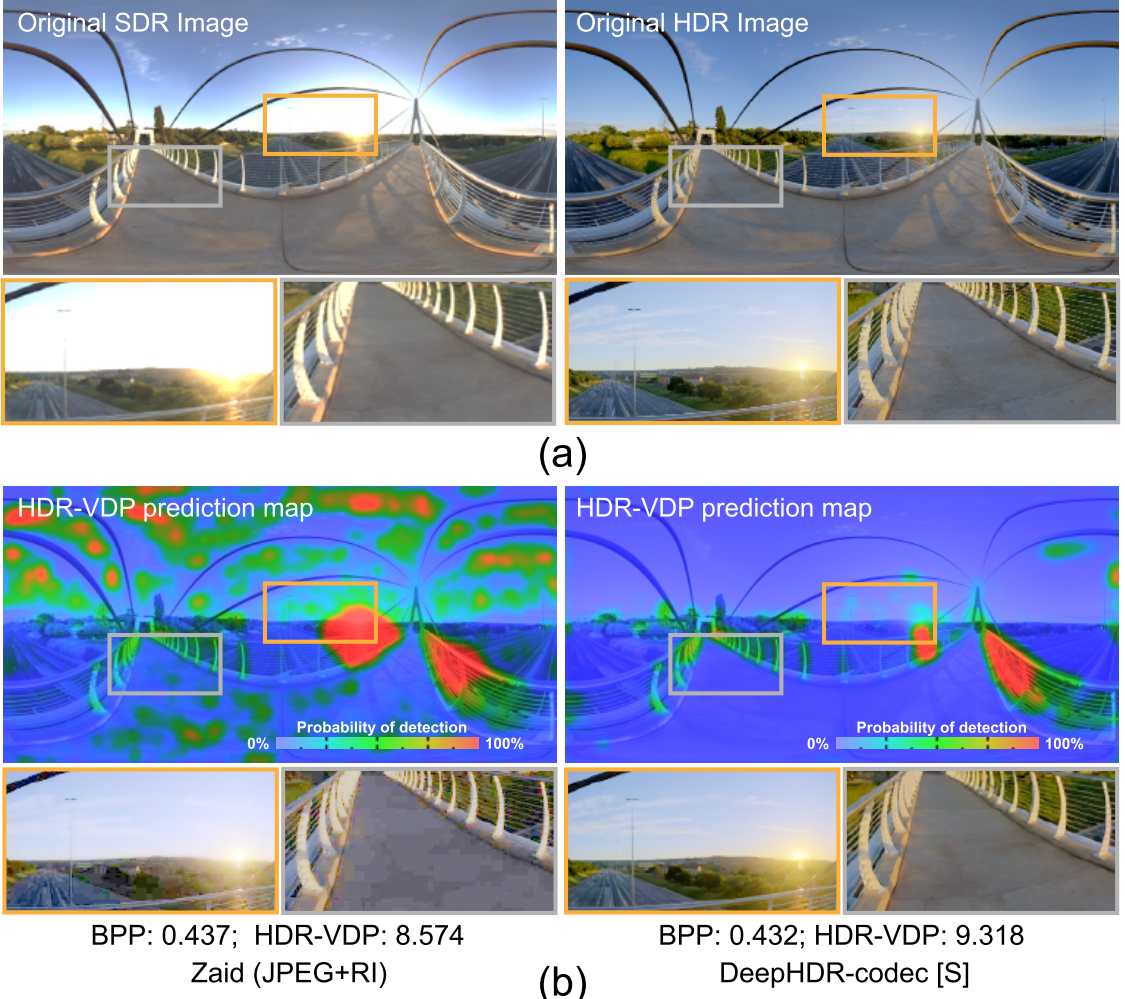 Original SDR Image
Original HDR Image
(a)
HDR-VDP prediction map
HDR-VDP prediction map
Probability of detection
0%
100%
Probability of detection
0%
100%
BPP: 0.437; HDR-VDP: 8.574
Zaid (JPEG+RI)
BPP: 0.432; HDR-VDP: 9.318
DeepHDR-codec [S]
(b)